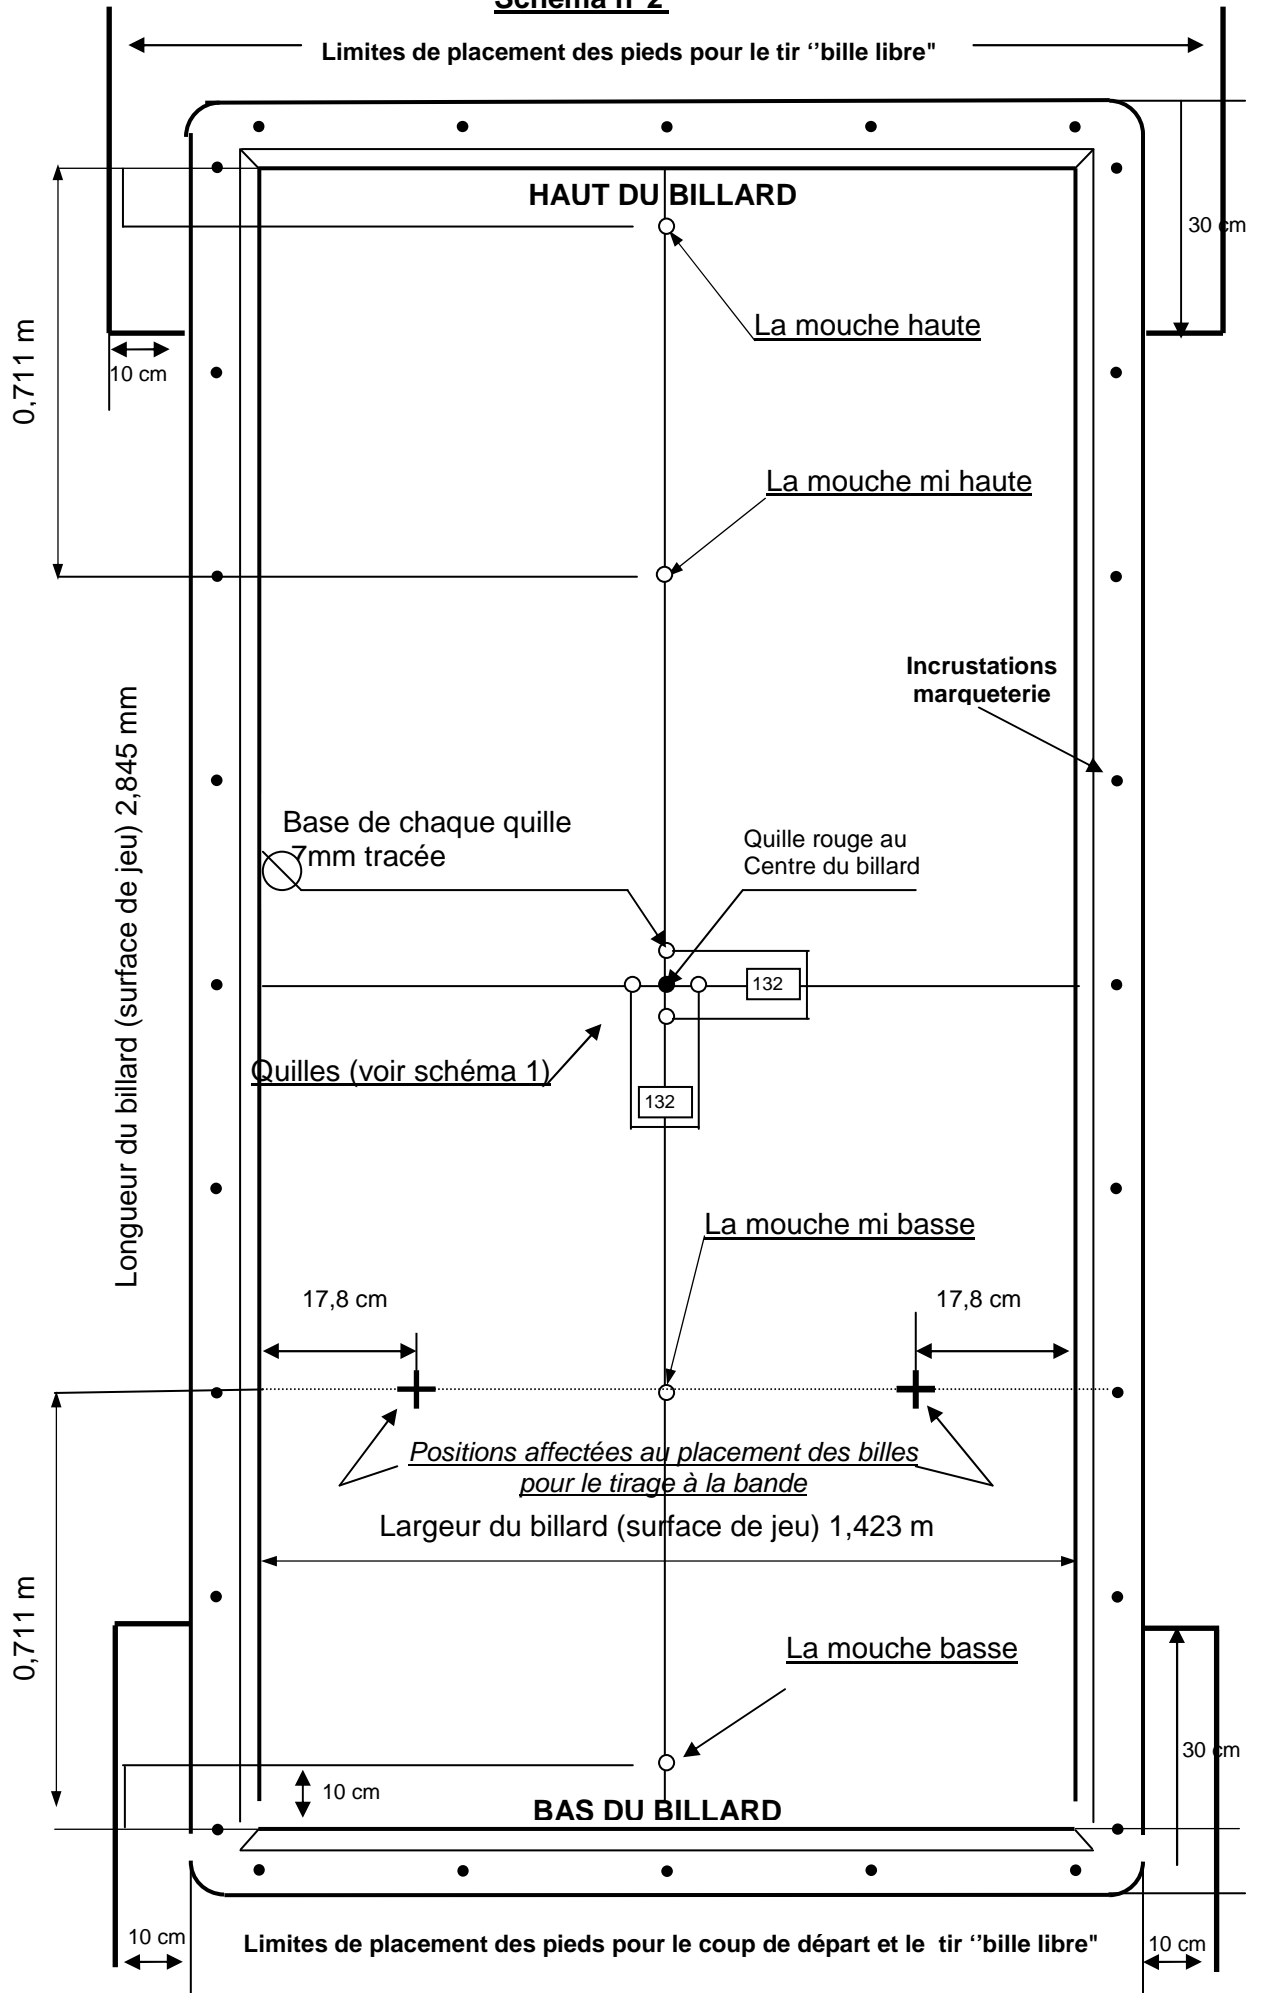 Schéma n°2
Limites de placement des pieds pour le tir ‘’bille libre"
HAUT DU BILLARD
30 cm
La mouche haute
0,711 m
10 cm
La mouche mi haute
Incrustations
marqueterie
Longueur du billard (surface de jeu) 2,845 mm
Base de chaque quille
7mm tracée
Quille rouge au
Centre du billard
132
Quilles (voir schéma 1)
132
La mouche mi basse
17,8 cm
17,8 cm
Positions affectées au placement des billes
pour le tirage à la bande
Largeur du billard (surface de jeu) 1,423 m
0,711 m
La mouche basse
30 cm
10 cm
BAS DU BILLARD
10 cm
Limites de placement des pieds pour le coup de départ et le  tir ‘’bille libre"
10 cm